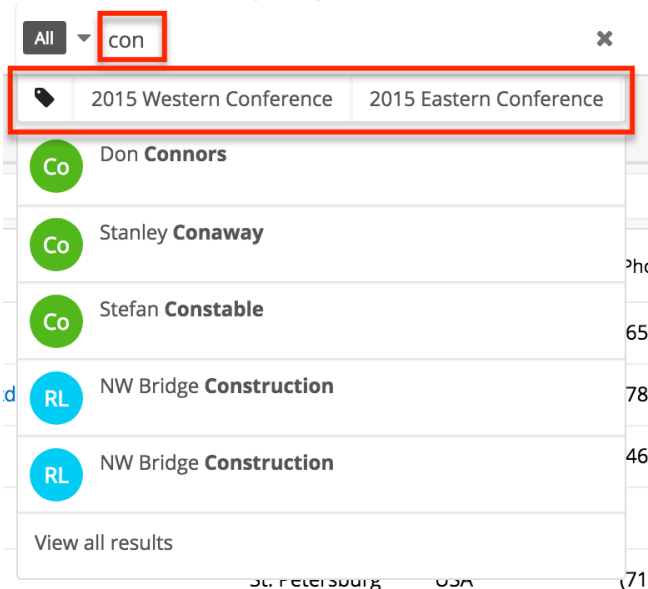 All con
2015 Western Conference 2015 Eastern Conference
Co Don Connors
Co Stanley Conaway
Pho
Co Stefan Constable
65
RL NW Bridge Construction
78
RL NW Bridge Construction
46
View all results
St. Petersburg USA (71